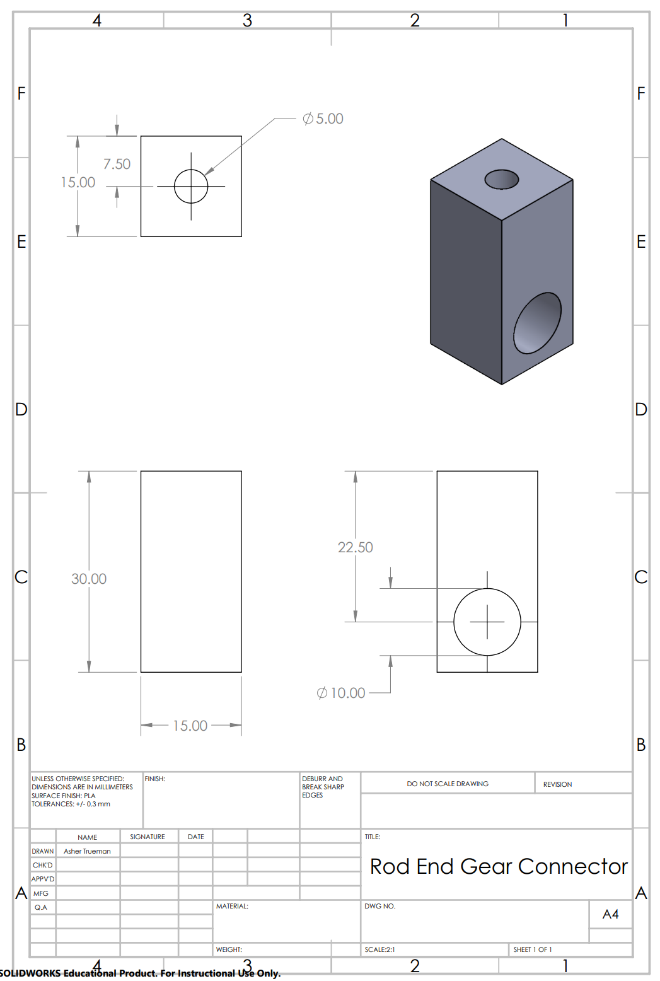 4 3 2 1
F F
⌀5.00
7.50
15.00
E E
D D
22.50
C 30.00 C
⌀10.00
15.00
B B
UNLESS OTHERWISE SPECIFIED:
DIMENSIONS ARE IN MILLIMETERS
SURFACE FINISH: PLA
TOLERANCES: +/- 0.3 mm
FINISH:
DEBURR AND
BREAK SHARP
EDGES
DO NOT SCALE DRAWING
REVISION
NAME SIGNATURE DATE
TITLE:
DRAWN Asher Trueman
CHK'D
APPV'D
MFG
Q.A
Rod End Gear Connector
A A
MATERIAL:
DWG NO.
A4
WEIGHT:
SCALE:2:1
SHEET 1 OF 1
4 3 2 1
SOLIDWORKS Educational Product. For Instructional Use Only.